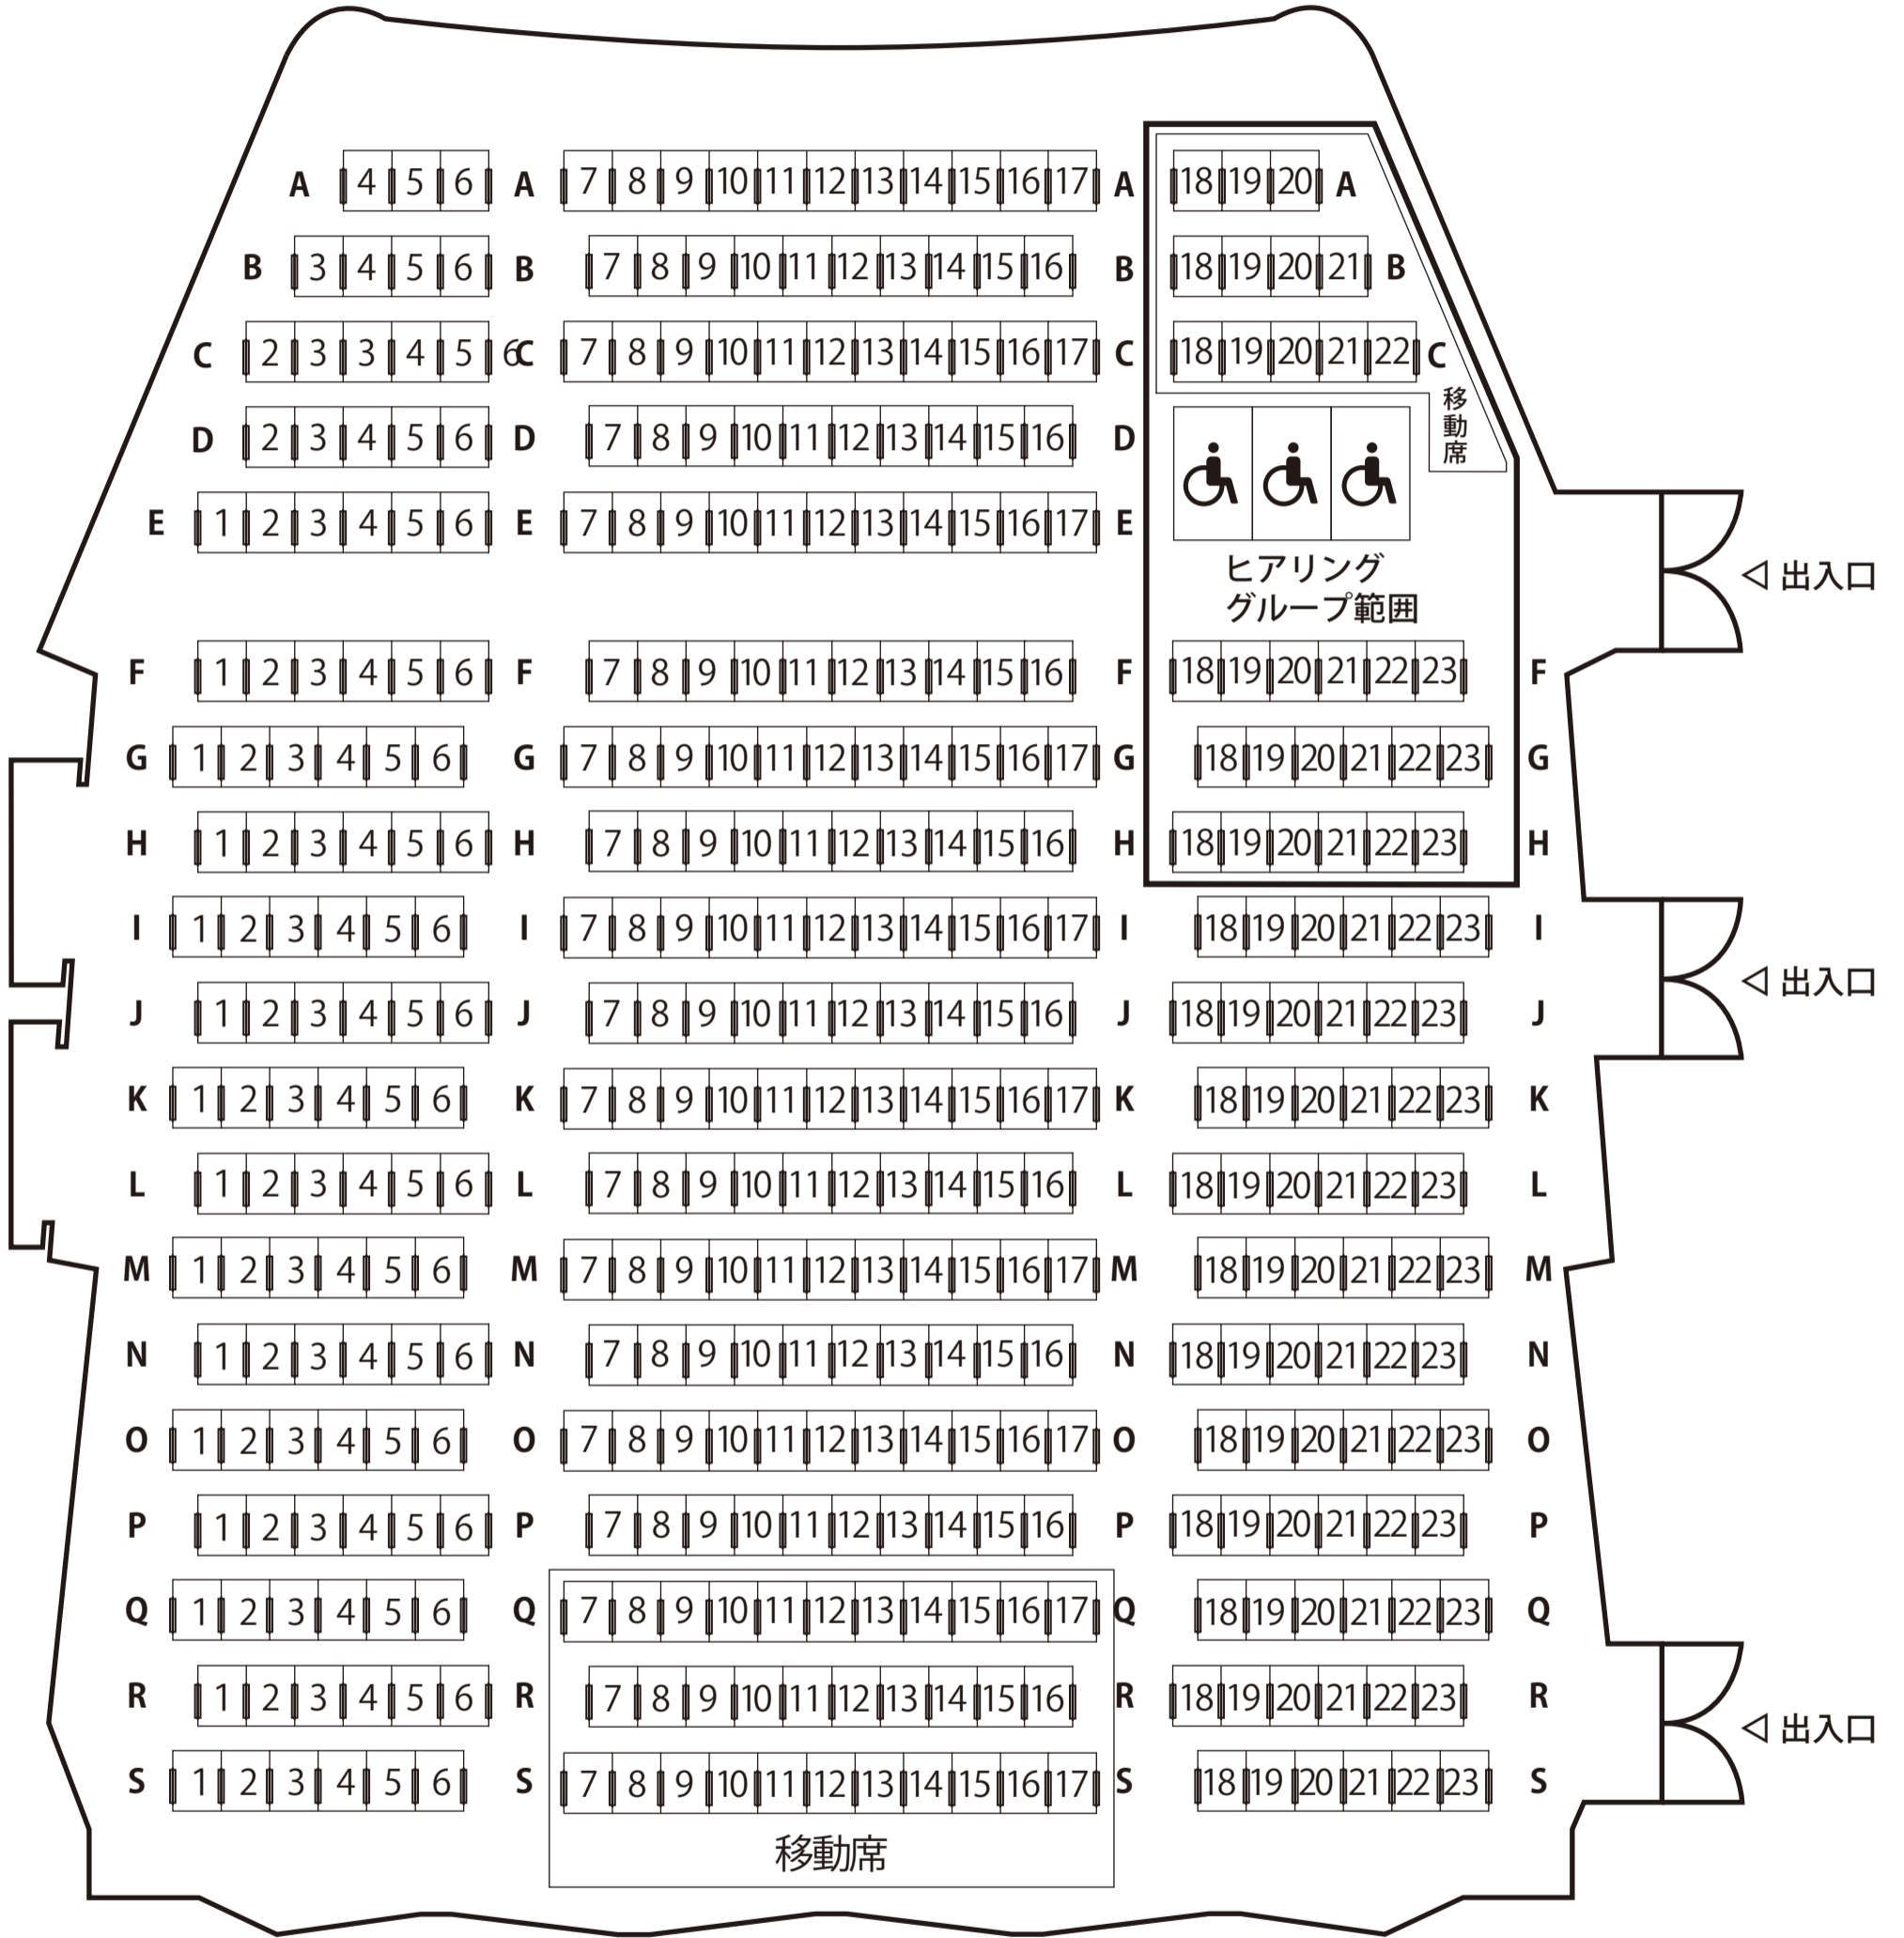 A 4 5 6 A 7 8 9 10 11 12 13 14 15 16 17 A 18 19 20 A
B 3 4 5 6 B 7 8 9 10 11 12 13 14 15 16 B 18 19 20 21 B
C 2 3 3 4 5 6 C 7 8 9 10 11 12 13 14 15 16 17 C 18 19 20 21 22 C
移動席
D 2 3 4 5 6 D 7 8 9 10 11 12 13 14 15 16 D
E 1 2 3 4 5 6 E 7 8 9 10 11 12 13 14 15 16 17 E
ヒアリング
グループ範囲
出入口
F 1 2 3 4 5 6 F 7 8 9 10 11 12 13 14 15 16 F 18 19 20 21 22 23 F
G 1 2 3 4 5 6 G 7 8 9 10 11 12 13 14 15 16 17 G 18 19 20 21 22 23 G
H 1 2 3 4 5 6 H 7 8 9 10 11 12 13 14 15 16 H 18 19 20 21 22 23 H
I 1 2 3 4 5 6 I 7 8 9 10 11 12 13 14 15 16 17 I 18 19 20 21 22 23 I
出入口
J 1 2 3 4 5 6 J 7 8 9 10 11 12 13 14 15 16 J 18 19 20 21 22 23 J
K 1 2 3 4 5 6 K 7 8 9 10 11 12 13 14 15 16 17 K 18 19 20 21 22 23 K
L 1 2 3 4 5 6 L 7 8 9 10 11 12 13 14 15 16 L 18 19 20 21 22 23 L
M 1 2 3 4 5 6 M 7 8 9 10 11 12 13 14 15 16 17 M 18 19 20 21 22 23 M
N 1 2 3 4 5 6 N 7 8 9 10 11 12 13 14 15 16 N 18 19 20 21 22 23 N
O 1 2 3 4 5 6 O 7 8 9 10 11 12 13 14 15 16 17 O 18 19 20 21 22 23 O
P 1 2 3 4 5 6 P 7 8 9 10 11 12 13 14 15 16 P 18 19 20 21 22 23 P
Q 1 2 3 4 5 6 Q 7 8 9 10 11 12 13 14 15 16 17 Q 18 19 20 21 22 23 Q
R 1 2 3 4 5 6 R 7 8 9 10 11 12 13 14 15 16 R 18 19 20 21 22 23 R
出入口
S 1 2 3 4 5 6 S 7 8 9 10 11 12 13 14 15 16 17 S 18 19 20 21 22 23 S
移動席